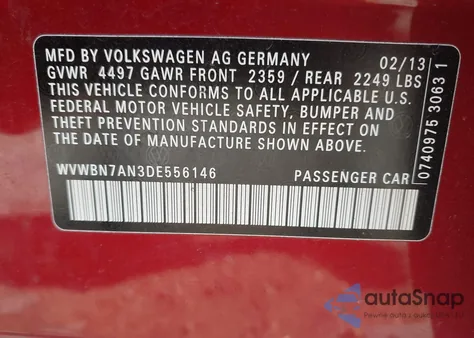 MFD BY VOLKSWAGEN AG GERMANY 02/13
GVWR 4497 GAWR FRONT 2359 / REAR 2249 LBS
THIS VEHICLE CONFORMS TO ALL APPLICABLE U.S.
FEDERAL MOTOR VEHICLE SAFETY, BUMPER AND
THEFT PREVENTION STANDARDS IN EFFECT ON
THE DATE OF MANUFACTURE SHOWN ABOVE.
WVWBN7AN3DE556146 PASSENGER CAR
0740975 3063 1
autoSnap